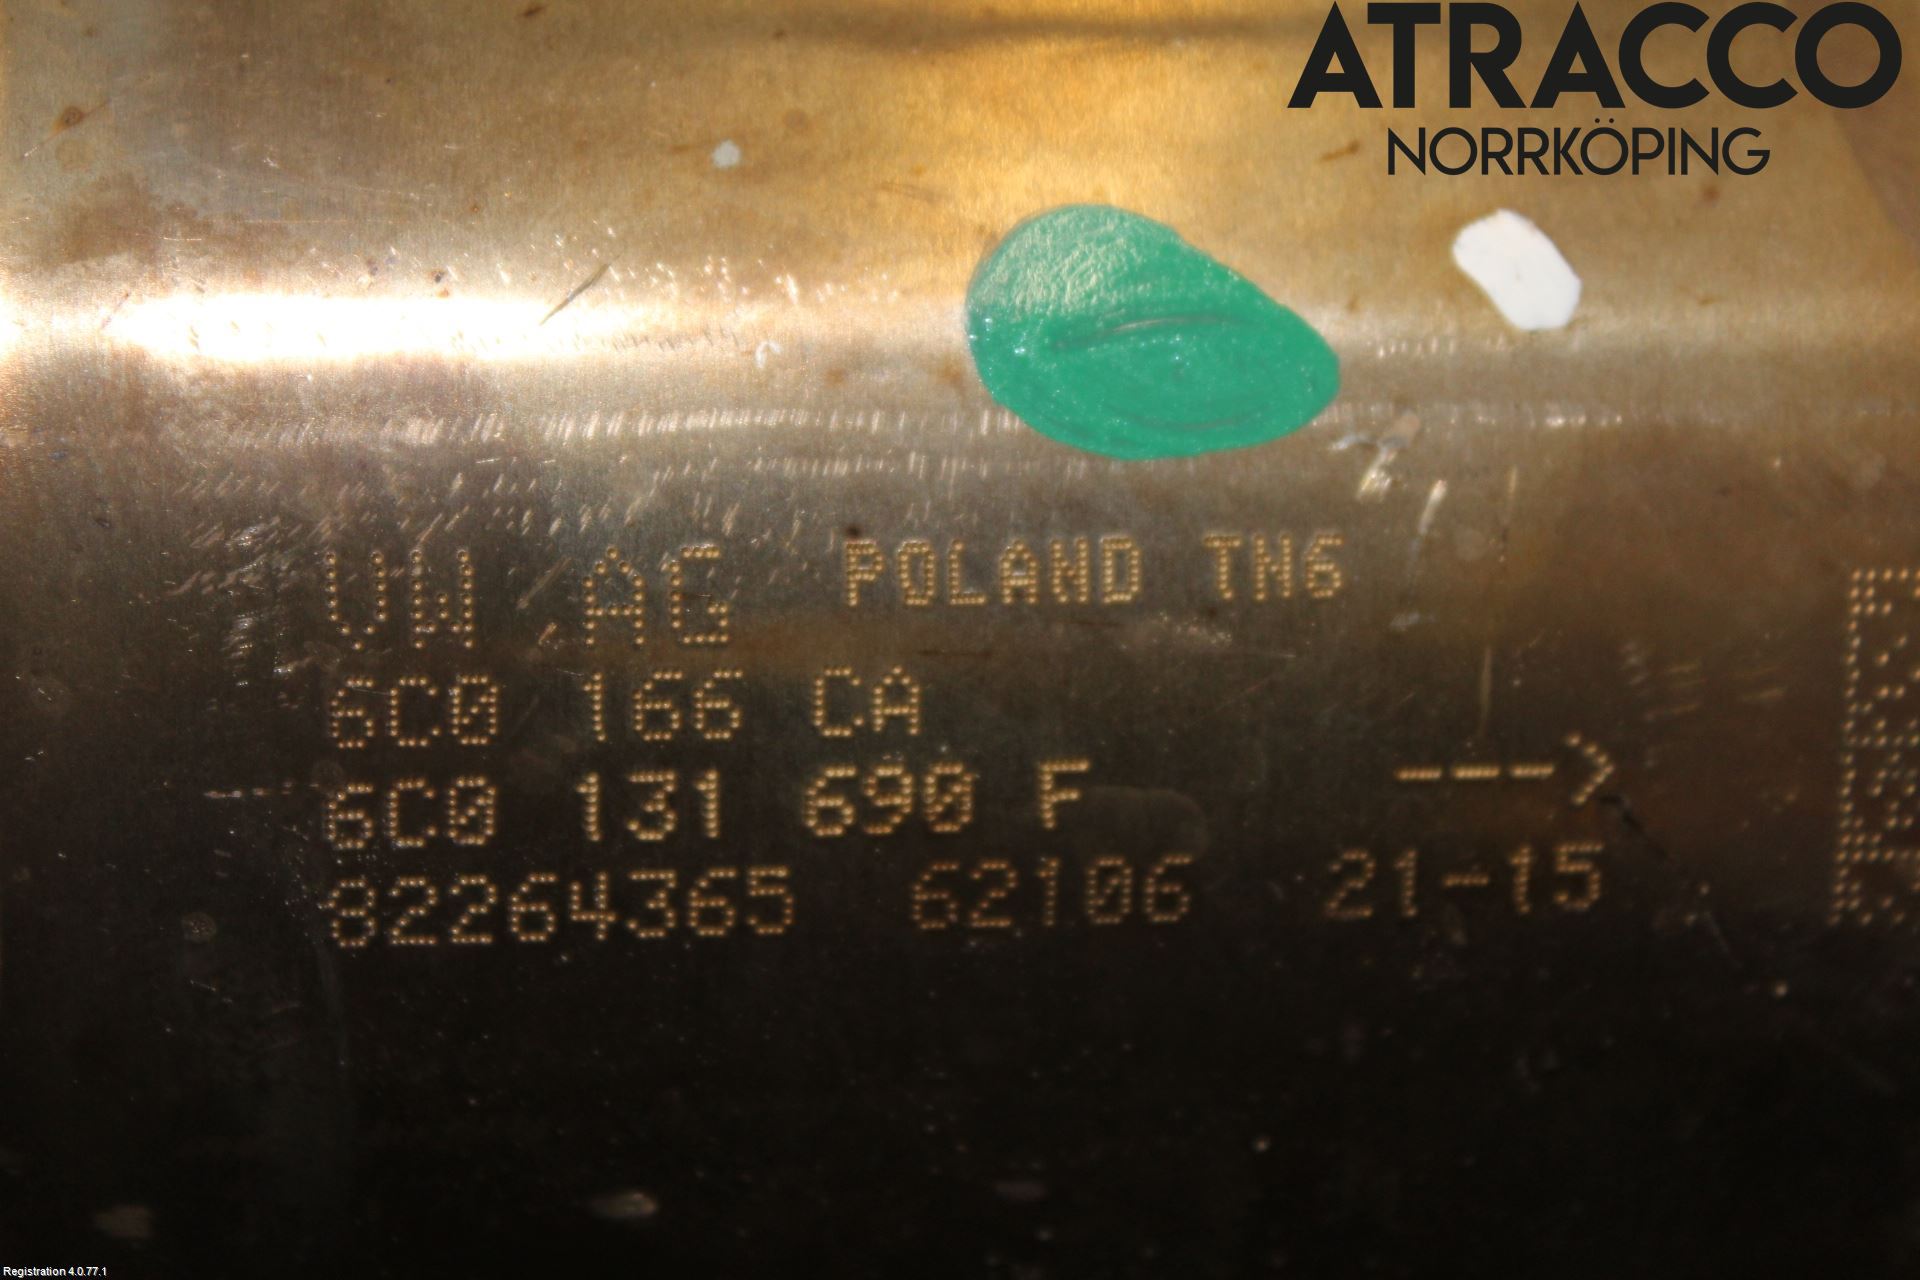 ATRACCO
NORRKÖPING
VW AG POLAND TN6
6C0 166 CA
6C0 131 690 F --->
82264365 62106 21-15
Registration 4.0.77.1